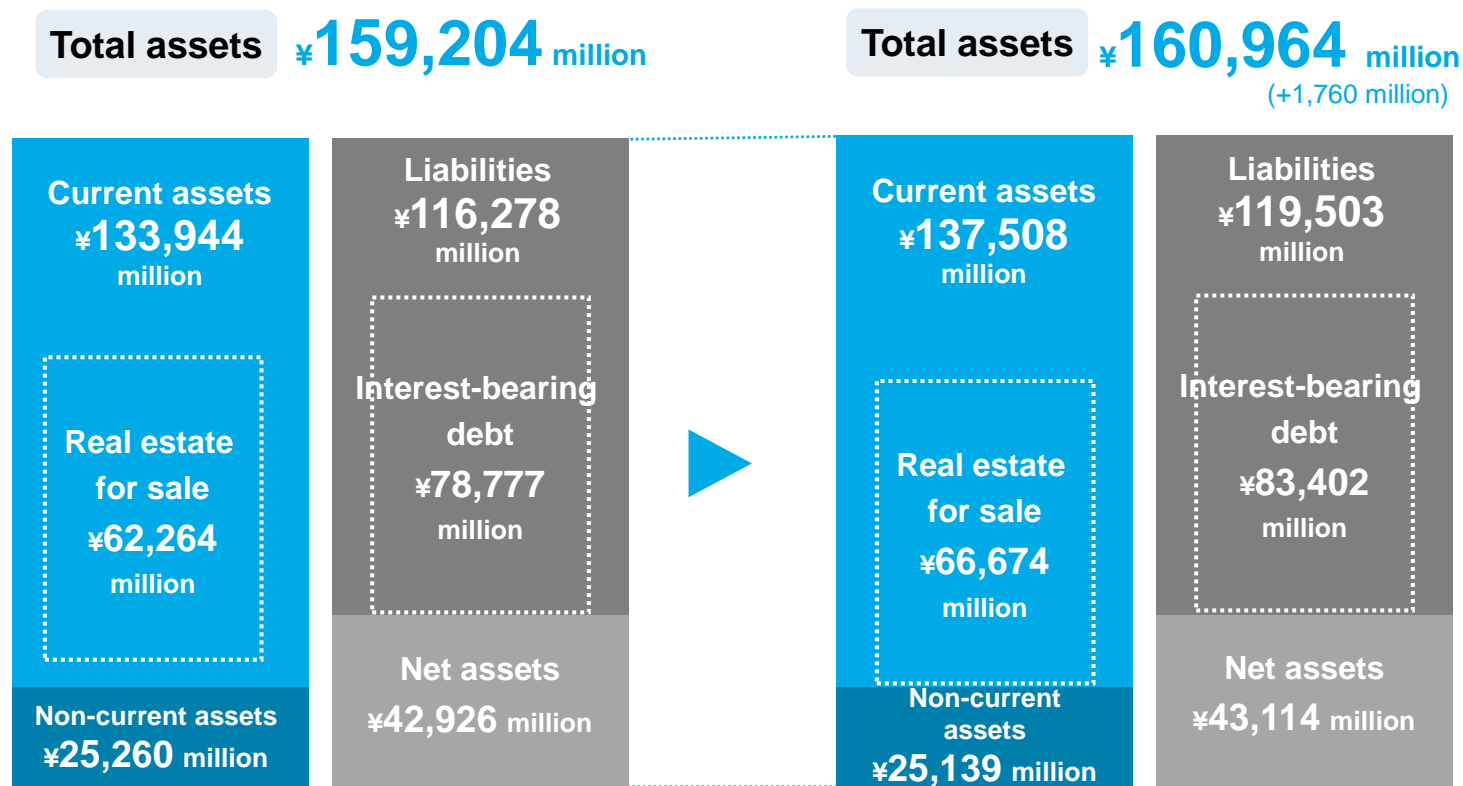 Total assets ¥159,204 million
Total assets ¥160,964 million
(+1,760 million)
Current assets
¥133,944
million
Real estate
for sale
¥62,264
million
Non-current assets
¥25,260 million
Liabilities
¥116,278
million
Interest-bearing
debt
¥78,777
million
Net assets
¥42,926 million
Current assets
¥137,508
million
Real estate
for sale
¥66,674
million
Non-current
assets
¥25,139 million
Liabilities
¥119,503
million
Interest-bearing
debt
¥83,402
million
Net assets
¥43,114 million